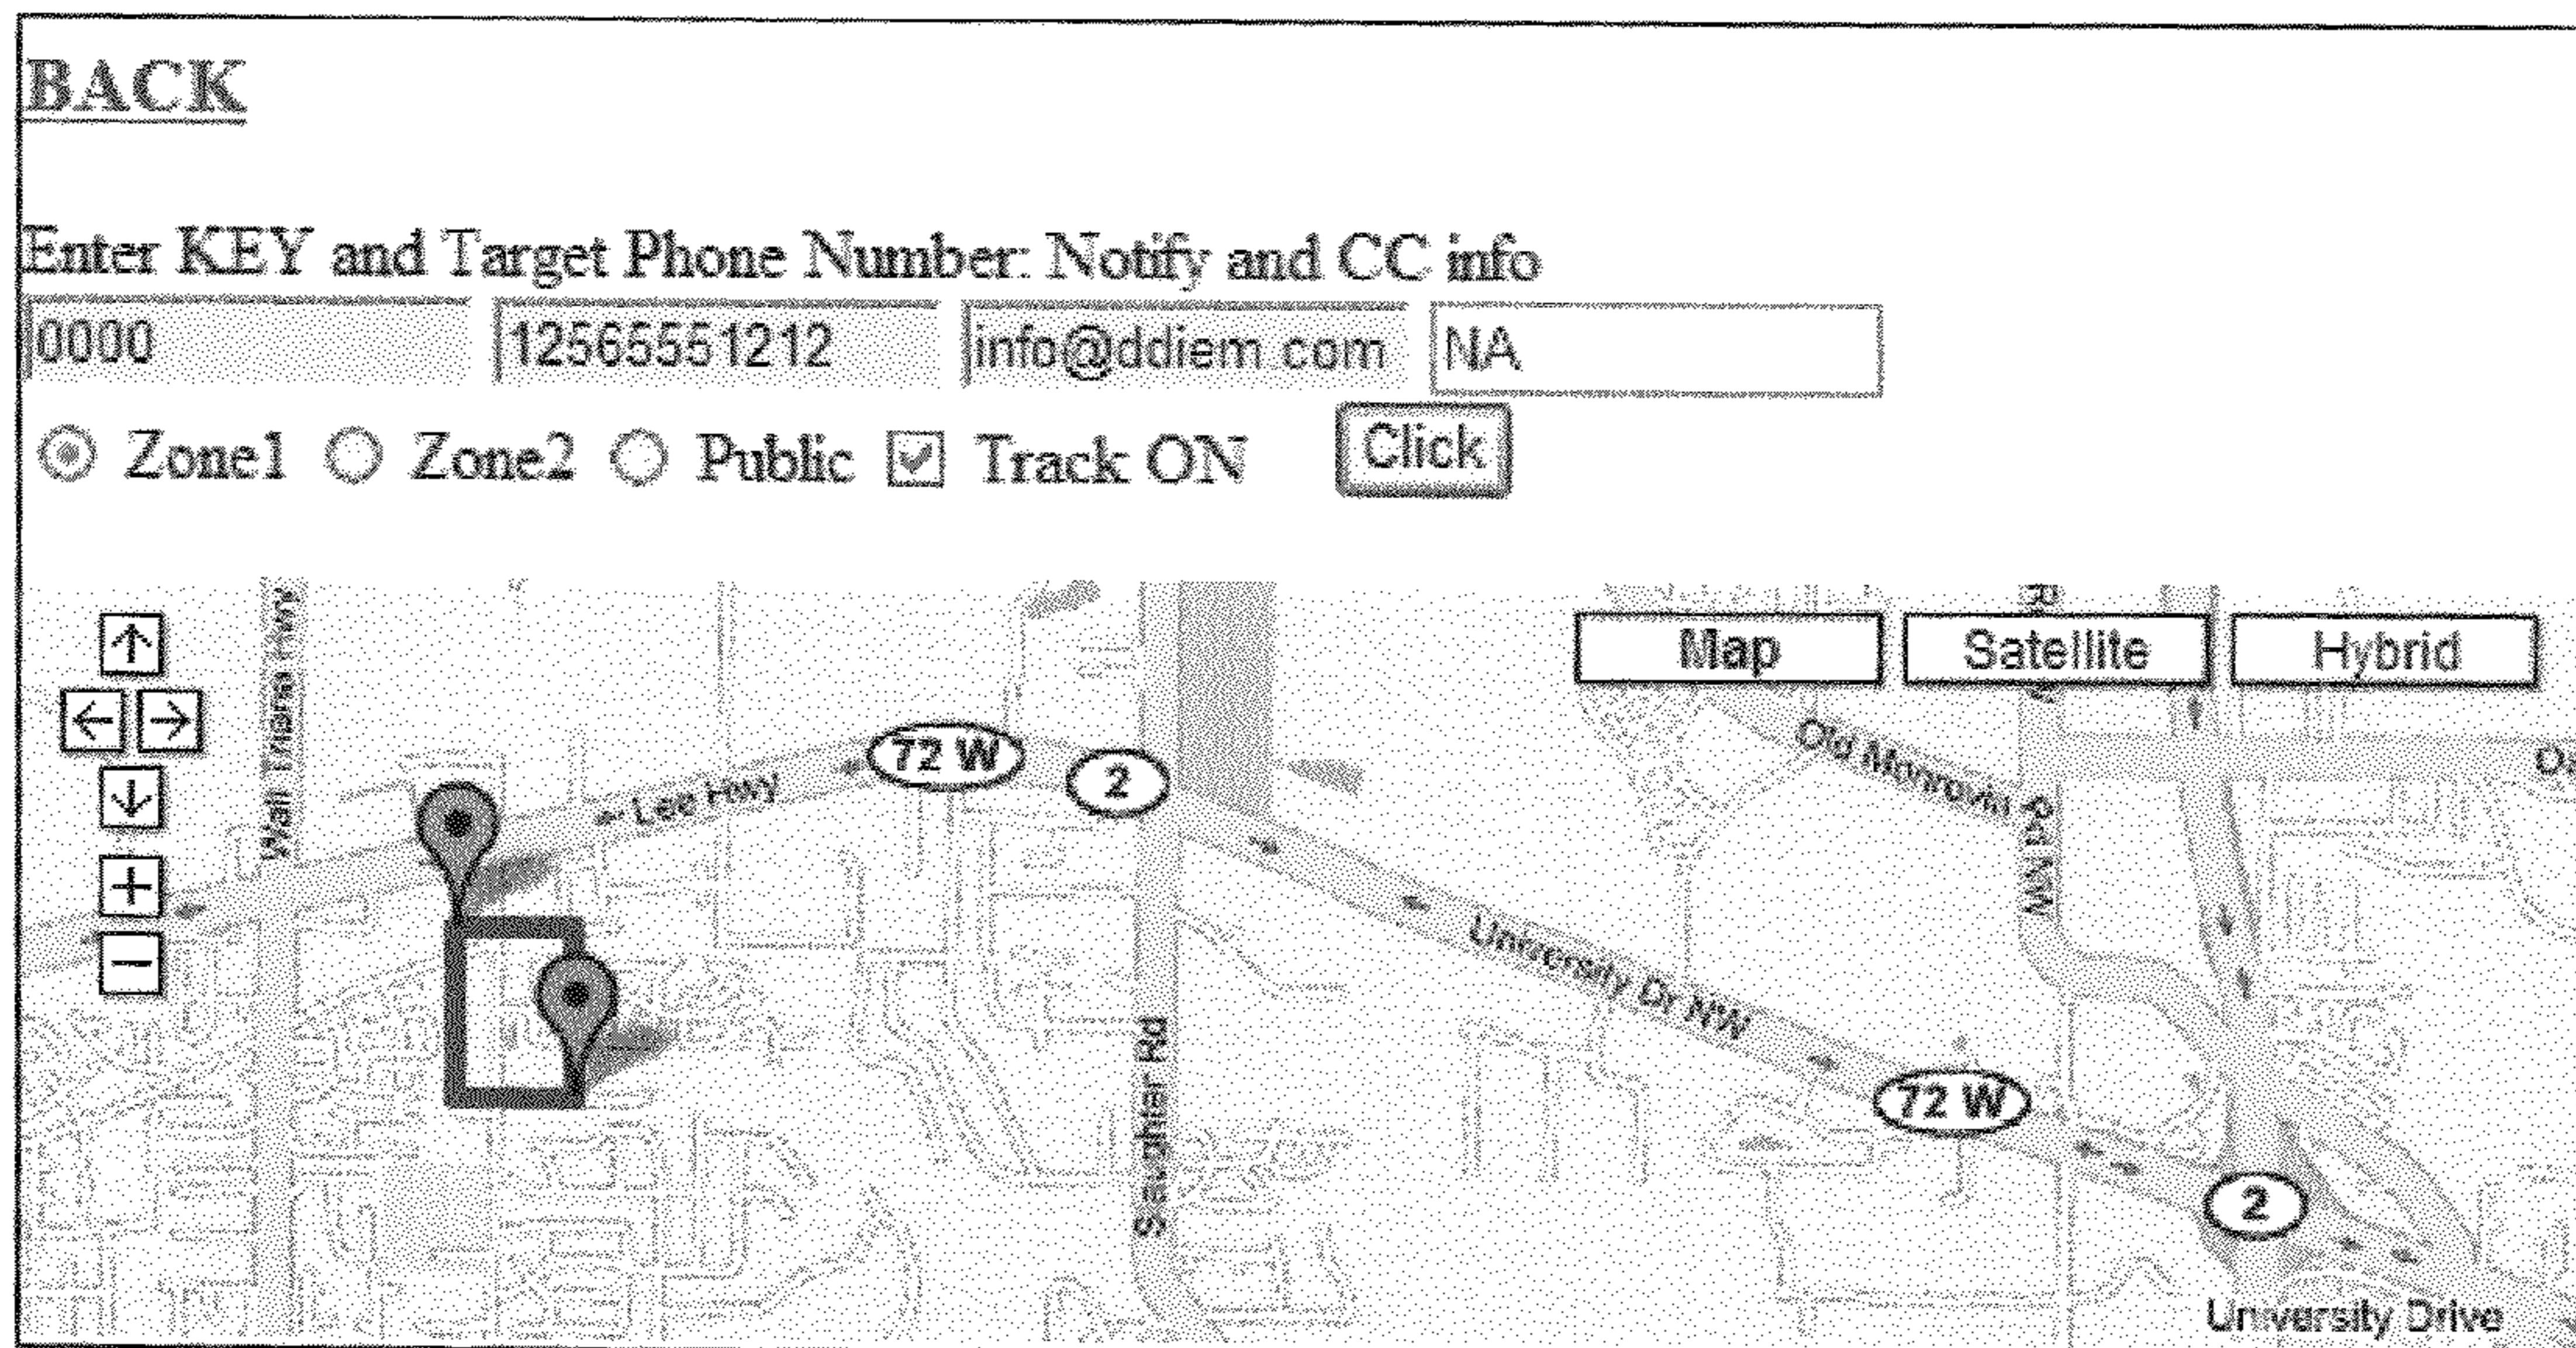 BACK
Enter KEY and Target Phone Number: Notify and CC info
0000 12565551212 info@ddiem.com NA
Zone1 Zone2 Public Track ON Click
Map Satellite Hybrid
Old Monrovia Rd NW
72 W
2
Lee Hwy
University Dr NW
Slaughter Rd
72 W
2
University Drive